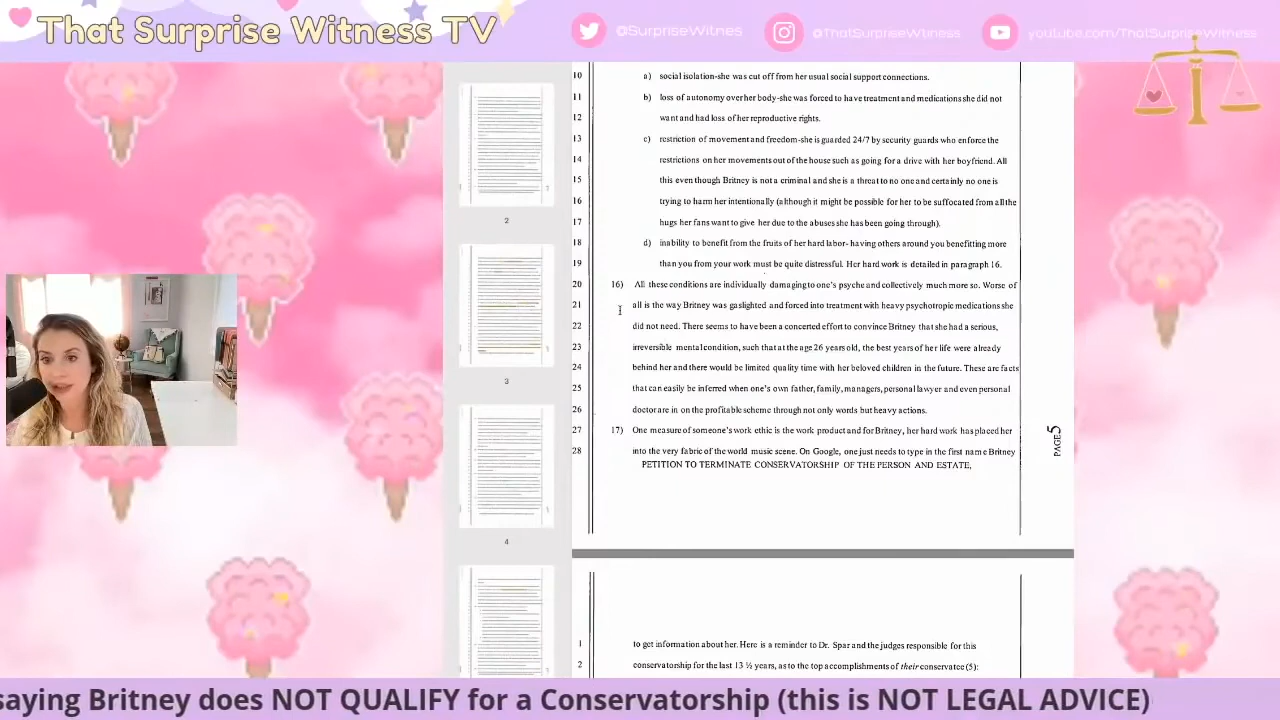 That Surprise Witness TV
@SurpriseWitnes
@ThatSurpriseWitness
youtube.com/ThatSurpriseWitness
10 a) social isolation-she was cut off from her usual social support connections.
11 b) loss of autonomy over her body-she was forced to have treatment and medications she did not
12 want and had loss of her reproductive rights.
13 c) restriction of movement and freedom-she is guarded 24/7 by security guards who enforce the
14 restrictions on her movements out of the house such as going for a drive with her boyfriend. All
15 this even though Britney is not a criminal and she is a threat to no one and certainly no one is
16 trying to harm her intentionally (although it might be possible for her to be suffocated from all the
17 hugs her fans want to give her due to the abuses she has been going through).
18 d) inability to benefit from the fruits of her hard labor- having others around you benefitting more
19 than you from your work must be quite distressful. Her hard work is detailed in paragraph 16.
20 16) All these conditions are individually damaging to one's psyche and collectively much more so. Worse of
21 all is the way Britney was gaslighted and forced into treatment with heavy psychotropic medications she
22 did not need. There seems to have been a concerted effort to convince Britney that she had a serious,
23 irreversible mental condition, such that at the age 26 years old, the best years of her life were already
24 behind her and there would be limited quality time with her beloved children in the future. These are facts
25 that can easily be inferred when one's own father, family, managers, personal lawyer and even personal
26 doctor are in on the profitable scheme through not only words but heavy actions.
27 17) One measure of someone's work ethic is the work product and for Britney, her hard work has placed her
28 into the very fabric of the world music scene. On Google, one just needs to type in the first name Britney
PETITION TO TERMINATE CONSERVATORSHIP OF THE PERSON AND ESTATE,
PAGE 5
1 to get information about her. Here is a reminder to Dr. Spar and the judges responsible for this
2 conservatorship for the last 13 ½ years, as to the top accomplishments of their conservatee (5)
2
3
4
saying Britney does NOT QUALIFY for a Conservatorship (this is NOT LEGAL ADVICE)